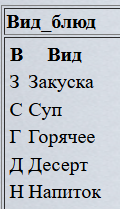 Вид_блюд
В Вид
З Закуска
С Суп
Г Горячее
Д Десерт
Н Напиток